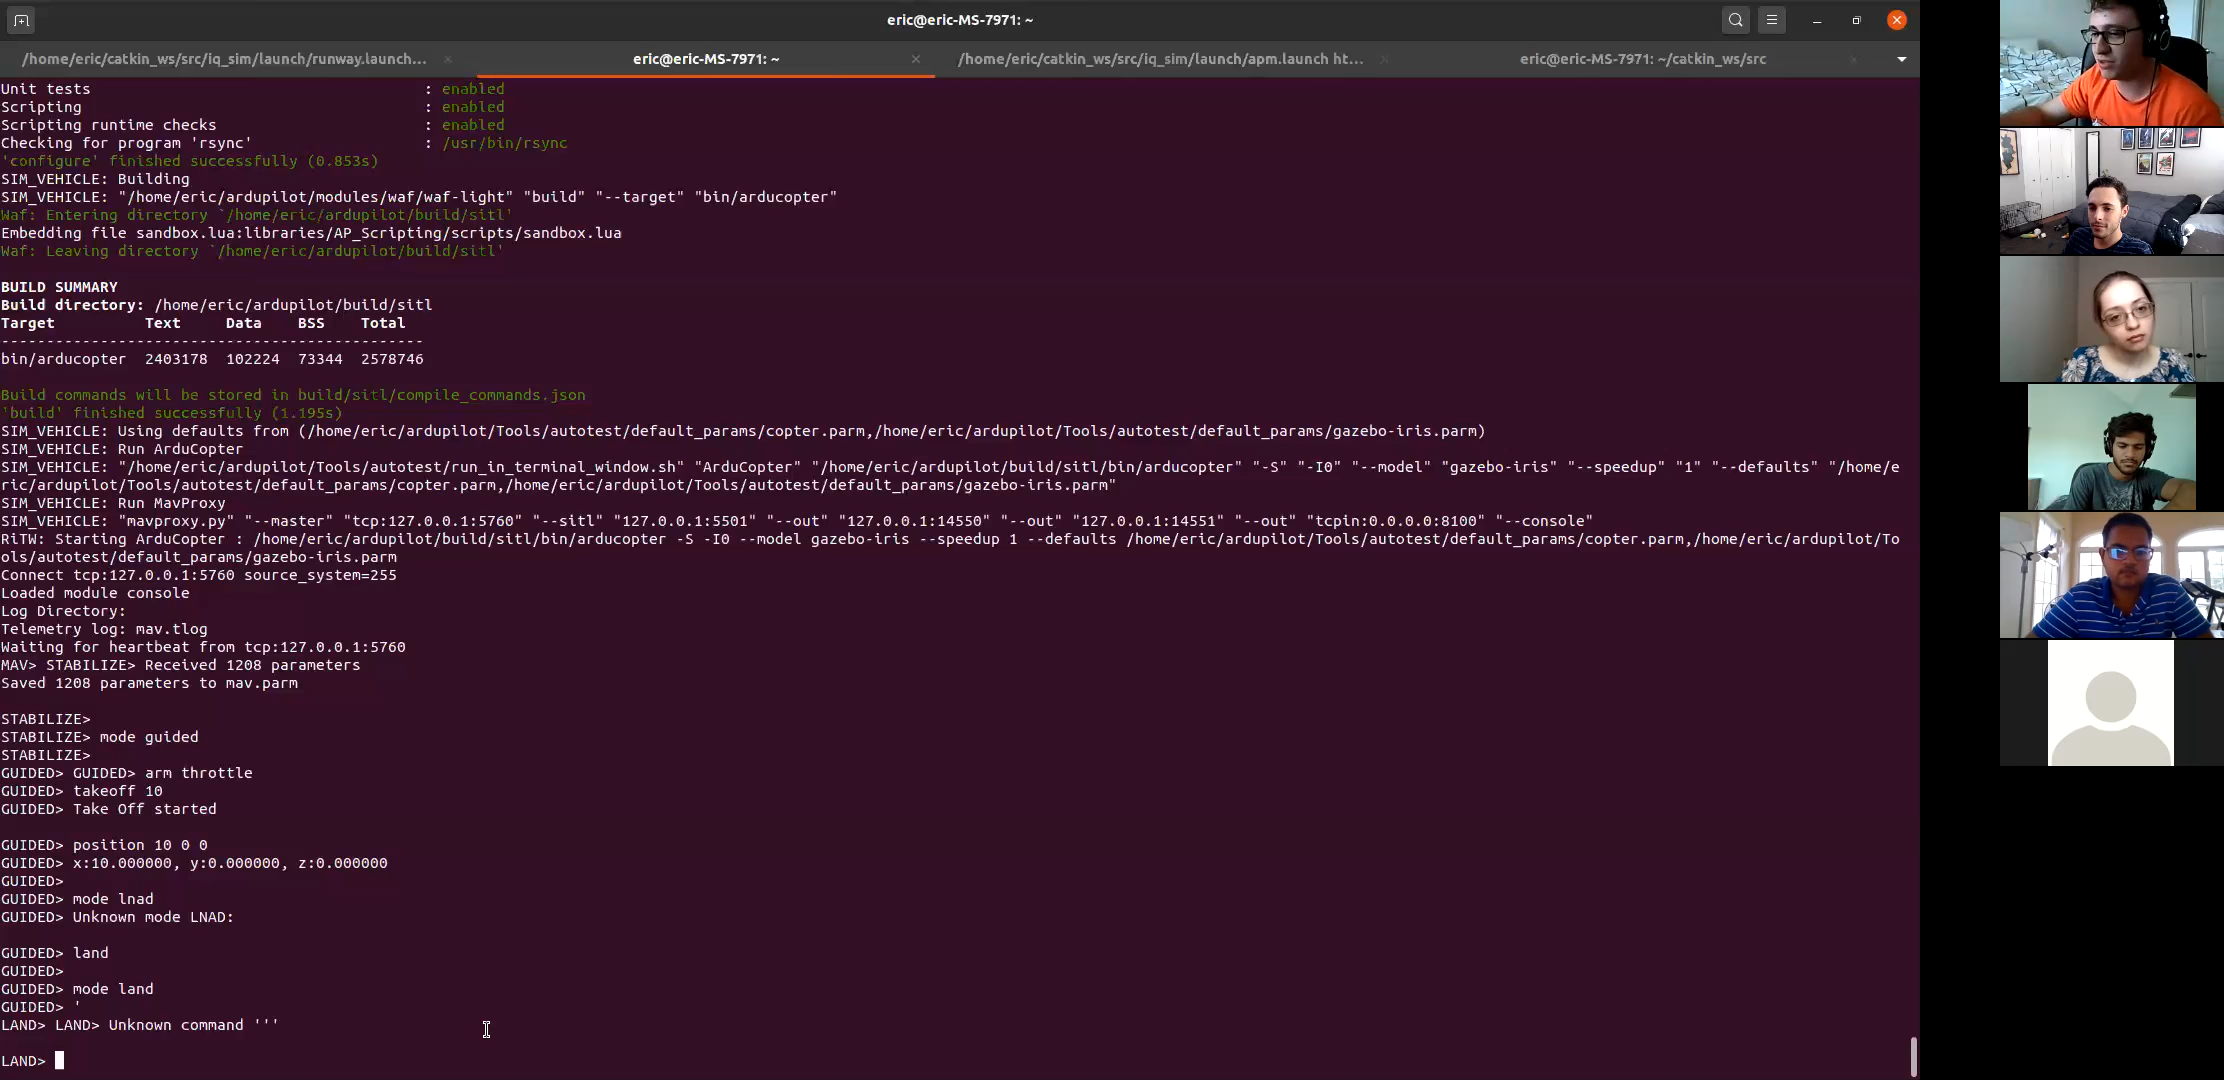 eric@eric-MS-7971: ~
/home/eric/catkin_ws/src/iq_sim/launch/runway.launch...
eric@eric-MS-7971: ~
/home/eric/catkin_ws/src/iq_sim/launch/apm.launch ht...
eric@eric-MS-7971: ~/catkin_ws/src
Unit tests : enabled
Scripting : enabled
Scripting runtime checks : enabled
Checking for program 'rsync' : /usr/bin/rsync
'configure' finished successfully (0.853s)
SIM_VEHICLE: Building
SIM_VEHICLE: "/home/eric/ardupilot/modules/waf/waf-light" "build" "--target" "bin/arducopter"
Waf: Entering directory `/home/eric/ardupilot/build/sitl'
Embedding file sandbox.lua:libraries/AP_Scripting/scripts/sandbox.lua
Waf: Leaving directory `/home/eric/ardupilot/build/sitl'
BUILD SUMMARY
Build directory: /home/eric/ardupilot/build/sitl
Target Text Data BSS Total
-----------------------------------------------
bin/arducopter 2403178 102224 73344 2578746
Build commands will be stored in build/sitl/compile_commands.json
'build' finished successfully (1.195s)
SIM_VEHICLE: Using defaults from (/home/eric/ardupilot/Tools/autotest/default_params/copter.parm,/home/eric/ardupilot/Tools/autotest/default_params/gazebo-iris.parm)
SIM_VEHICLE: Run ArduCopter
SIM_VEHICLE: "/home/eric/ardupilot/Tools/autotest/run_in_terminal_window.sh" "ArduCopter" "/home/eric/ardupilot/build/sitl/bin/arducopter" "-S" "-I0" "--model" "gazebo-iris" "--speedup" "1" "--defaults" "/home/e
ric/ardupilot/Tools/autotest/default_params/copter.parm,/home/eric/ardupilot/Tools/autotest/default_params/gazebo-iris.parm"
SIM_VEHICLE: Run MavProxy
SIM_VEHICLE: "mavproxy.py" "--master" "tcp:127.0.0.1:5760" "--sitl" "127.0.0.1:5501" "--out" "127.0.0.1:14550" "--out" "127.0.0.1:14551" "--out" "tcpin:0.0.0.0:8100" "--console"
RiTW: Starting ArduCopter : /home/eric/ardupilot/build/sitl/bin/arducopter -S -I0 --model gazebo-iris --speedup 1 --defaults /home/eric/ardupilot/Tools/autotest/default_params/copter.parm,/home/eric/ardupilot/To
ols/autotest/default_params/gazebo-iris.parm
Connect tcp:127.0.0.1:5760 source_system=255
Loaded module console
Log Directory:
Telemetry log: mav.tlog
Waiting for heartbeat from tcp:127.0.0.1:5760
MAV> STABILIZE> Received 1208 parameters
Saved 1208 parameters to mav.parm
STABILIZE>
STABILIZE> mode guided
STABILIZE>
GUIDED> GUIDED> arm throttle
GUIDED> takeoff 10
GUIDED> Take Off started
GUIDED> position 10 0 0
GUIDED> x:10.000000, y:0.000000, z:0.000000
GUIDED>
GUIDED> mode lnad
GUIDED> Unknown mode LNAD:
GUIDED> land
GUIDED>
GUIDED> mode land
GUIDED> '
LAND> LAND> Unknown command '''
LAND>